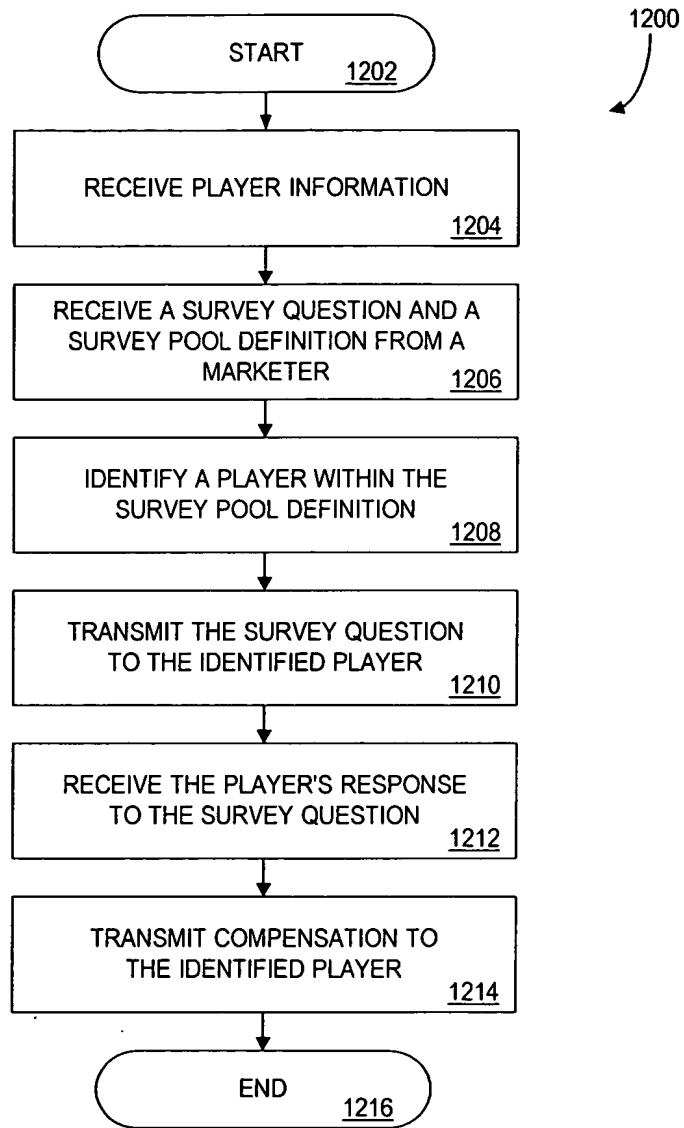 1200
START
1202
RECEIVE PLAYER INFORMATION
1204
RECEIVE A SURVEY QUESTION AND A
SURVEY POOL DEFINITION FROM A
MARKETER
1206
IDENTIFY A PLAYER WITHIN THE
SURVEY POOL DEFINITION
1208
TRANSMIT THE SURVEY QUESTION
TO THE IDENTIFIED PLAYER
1210
RECEIVE THE PLAYER'S RESPONSE
TO THE SURVEY QUESTION
1212
TRANSMIT COMPENSATION TO
THE IDENTIFIED PLAYER
1214
END
1216